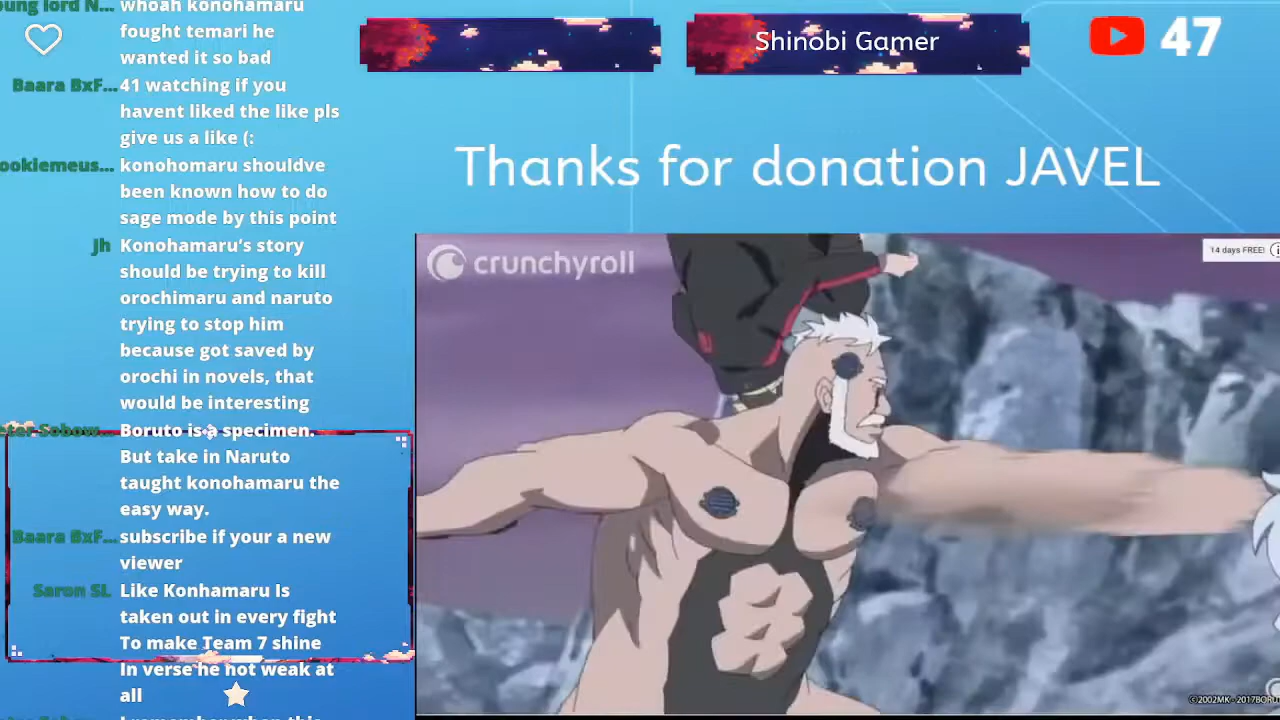 whoah konohamaru
fought temari he
wanted it so bad
Baara BxF... 41 watching if you
havent liked the like pls
give us a like (:
ookiemeus... konohomaru shouldve
been known how to do
sage mode by this point
Jh Konohamaru's story
should be trying to kill
orochimaru and naruto
trying to stop him
because got saved by
orochi in novels, that
would be interesting
eter Sobow... Boruto is a specimen.
But take in Naruto
taught konohamaru the
easy way.
Baara BxF... subscribe if your a new
viewer
Saron SL Like Konhamaru Is
taken out in every fight
To make Team 7 shine
In verse he not weak at
all
Shinobi Gamer
47
Thanks for donation JAVEL
crunchyroll
14 days FREE!